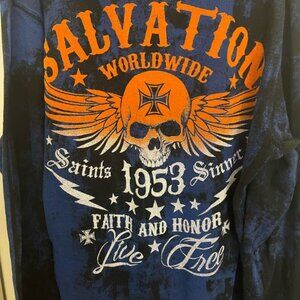 SALVATION
WORLDWIDE
Saints 1953 Sinner
FAITH AND HONOR
Live Free